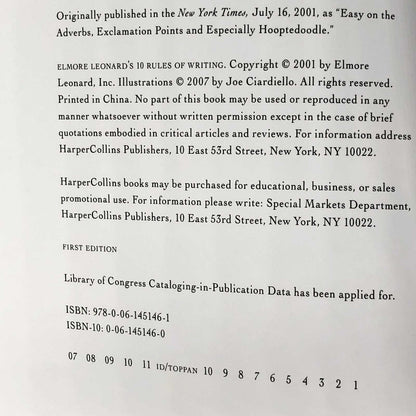 Originally published in the New York Times, July 16, 2001, as “Easy on the
Adverbs, Exclamation Points and Especially Hooptedoodle.”
ELMORE LEONARD'S 10 RULES OF WRITING. Copyright © 2001 by Elmore
Leonard, Inc. Illustrations © 2007 by Joe Ciardiello. All rights reserved.
Printed in China. No part of this book may be used or reproduced in any
manner whatsoever without written permission except in the case of brief
quotations embodied in critical articles and reviews. For information address
HarperCollins Publishers, 10 East 53rd Street, New York, NY 10022.
HarperCollins books may be purchased for educational, business, or sales
promotional use. For information please write: Special Markets Department,
HarperCollins Publishers, 10 East 53rd Street, New York, NY 10022.
FIRST EDITION
Library of Congress Cataloging-in-Publication Data has been applied for.
ISBN: 978-0-06-145146-1
ISBN-10: 0-06-145146-0
07 08 09 10 11 ID/TOPPAN 10 9 8 7 6 5 4 3 2 1